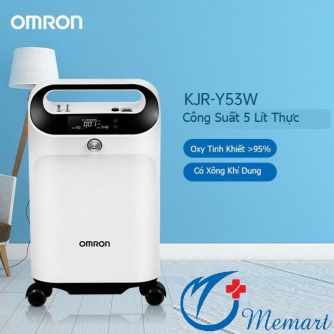 OMRON
KJR-Y53W
Công Suất 5 Lít Thực
Oxy Tinh Khiết >95%
Có Xông Khí Dung
OMRON
Memart